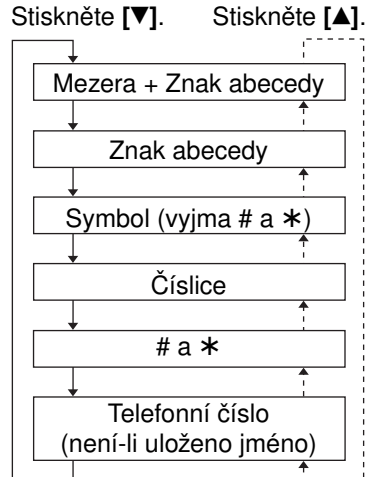 Stiskněte [▼]. Stiskněte [▲].
Mezera + Znak abecedy
Znak abecedy
Symbol (vyjma # a ∗)
Číslice
# a ∗
Telefonní číslo
(není-li uloženo jméno)